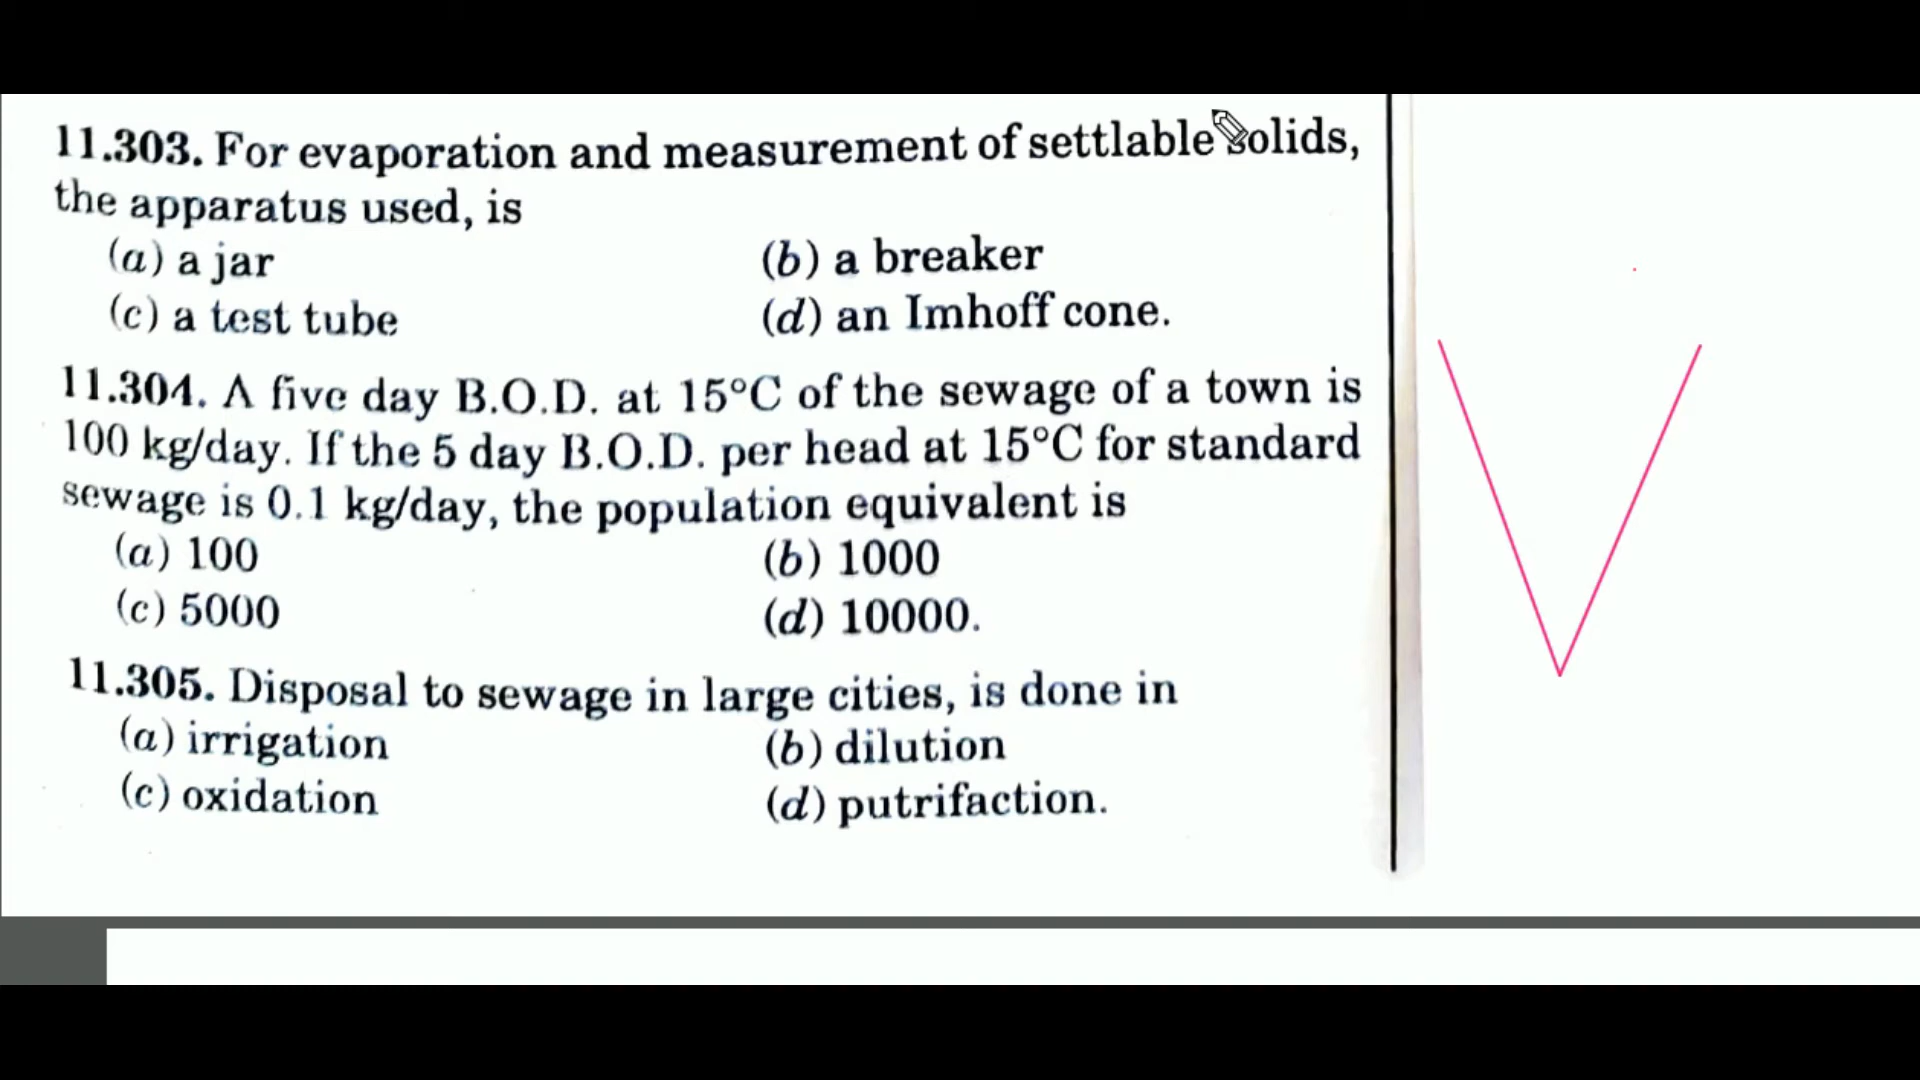 11.303. For evaporation and measurement of settlable solids,
the apparatus used, is
(a) a jar (b) a breaker
(c) a test tube (d) an Imhoff cone.
11.304. A five day B.O.D. at 15°C of the sewage of a town is
100 kg/day. If the 5 day B.O.D. per head at 15°C for standard
sewage is 0.1 kg/day, the population equivalent is
(a) 100 (b) 1000
(c) 5000 (d) 10000.
11.305. Disposal to sewage in large cities, is done in
(a) irrigation (b) dilution
(c) oxidation (d) putrifaction.